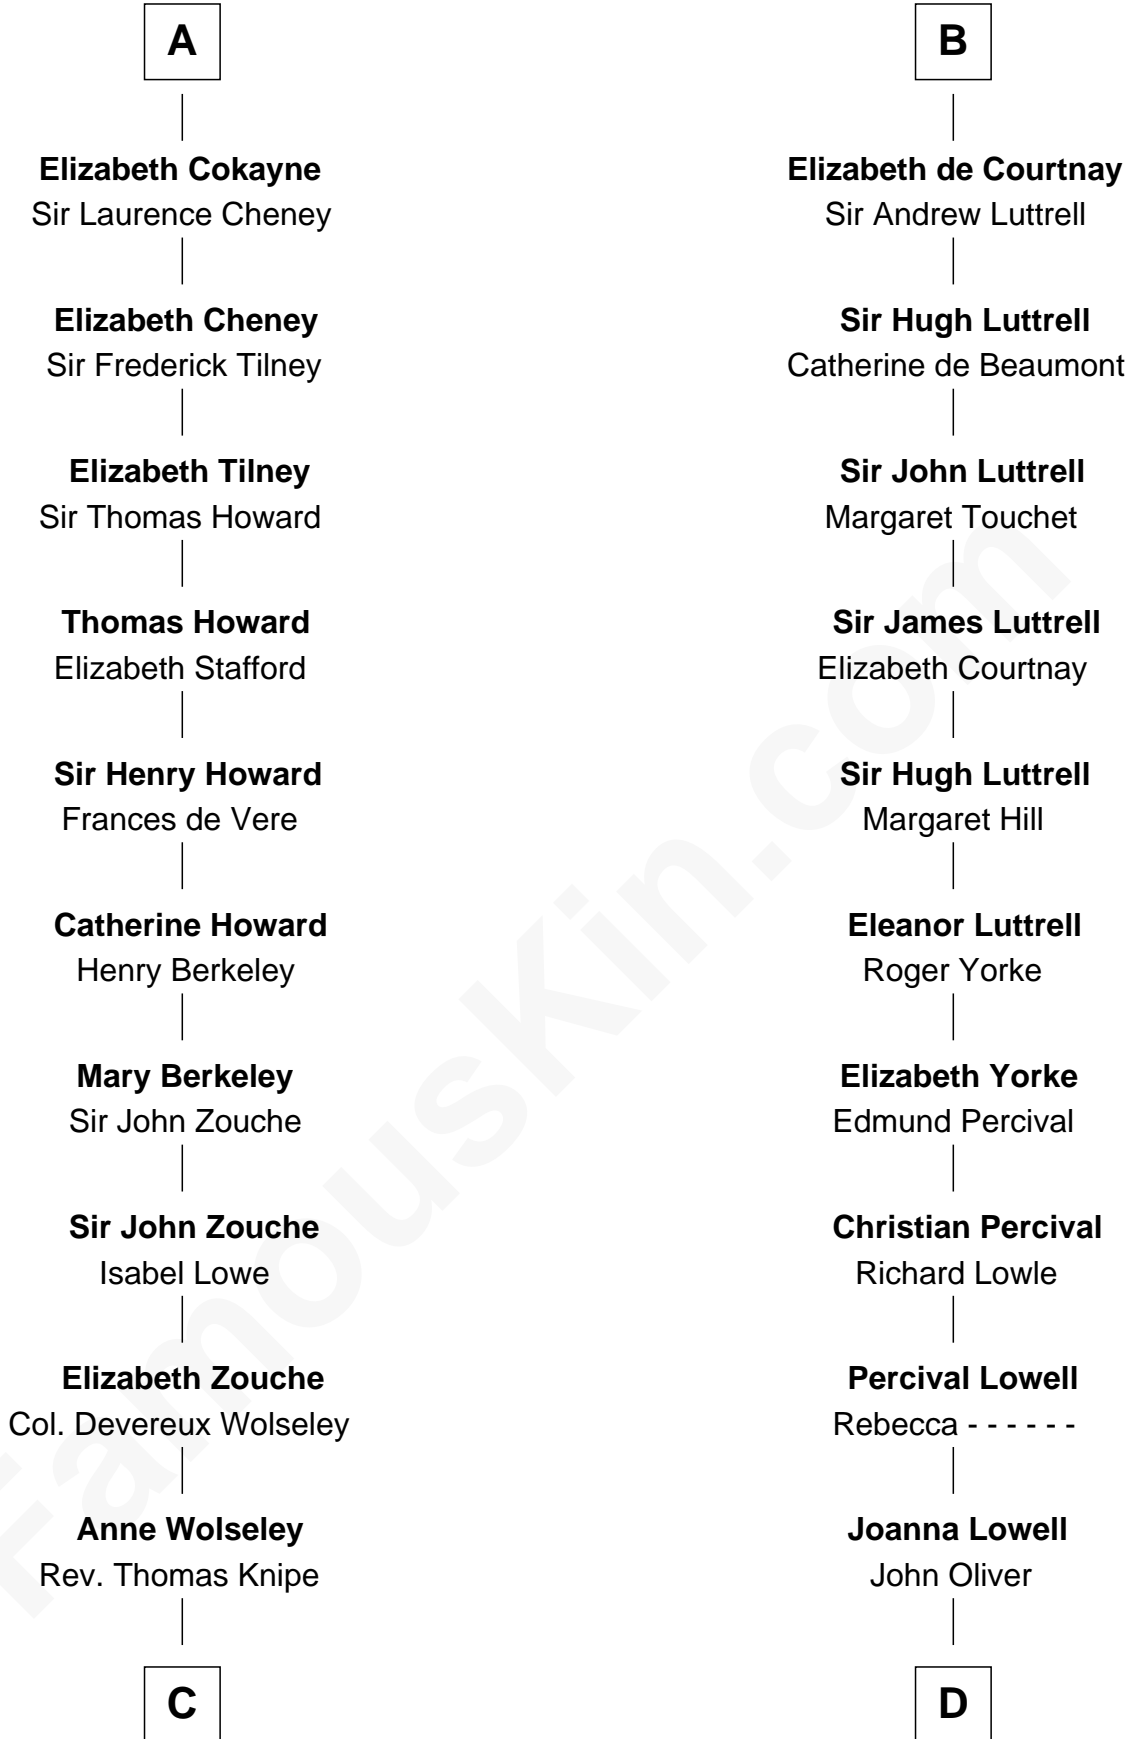 A
Elizabeth Cokayne
Sir Laurence Cheney
Elizabeth Cheney
Sir Frederick Tilney
Elizabeth Tilney
Sir Thomas Howard
Thomas Howard
Elizabeth Stafford
Sir Henry Howard
Frances de Vere
Catherine Howard
Henry Berkeley
Mary Berkeley
Sir John Zouche
Sir John Zouche
Isabel Lowe
Elizabeth Zouche
Col. Devereux Wolseley
Anne Wolseley
Rev. Thomas Knipe
C
B
Elizabeth de Courtnay
Sir Andrew Luttrell
Sir Hugh Luttrell
Catherine de Beaumont
Sir John Luttrell
Margaret Touchet
Sir James Luttrell
Elizabeth Courtnay
Sir Hugh Luttrell
Margaret Hill
Eleanor Luttrell
Roger Yorke
Elizabeth Yorke
Edmund Percival
Christian Percival
Richard Lowle
Percival Lowell
Rebecca - - - - - -
Joanna Lowell
John Oliver
D
FamousKin.com